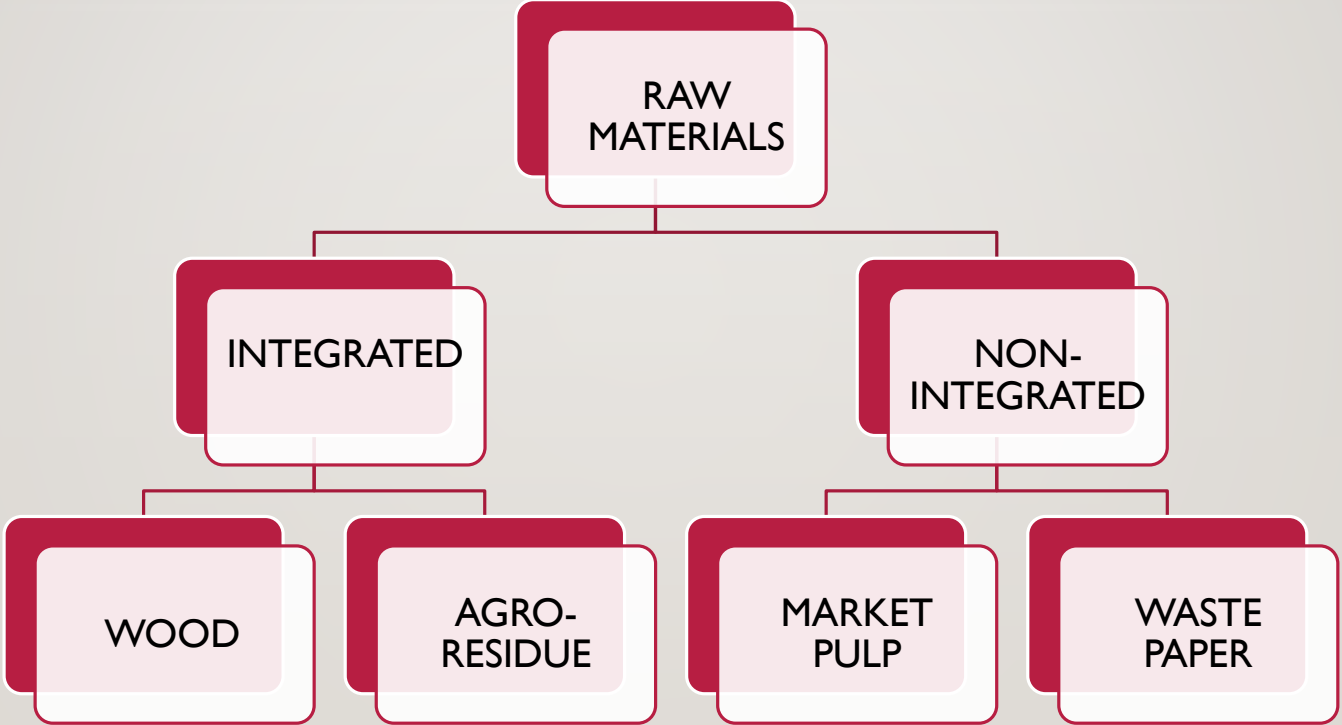 RAW
MATERIALS
INTEGRATED
NON-
INTEGRATED
WOOD
AGRO-
RESIDUE
MARKET
PULP
WASTE
PAPER